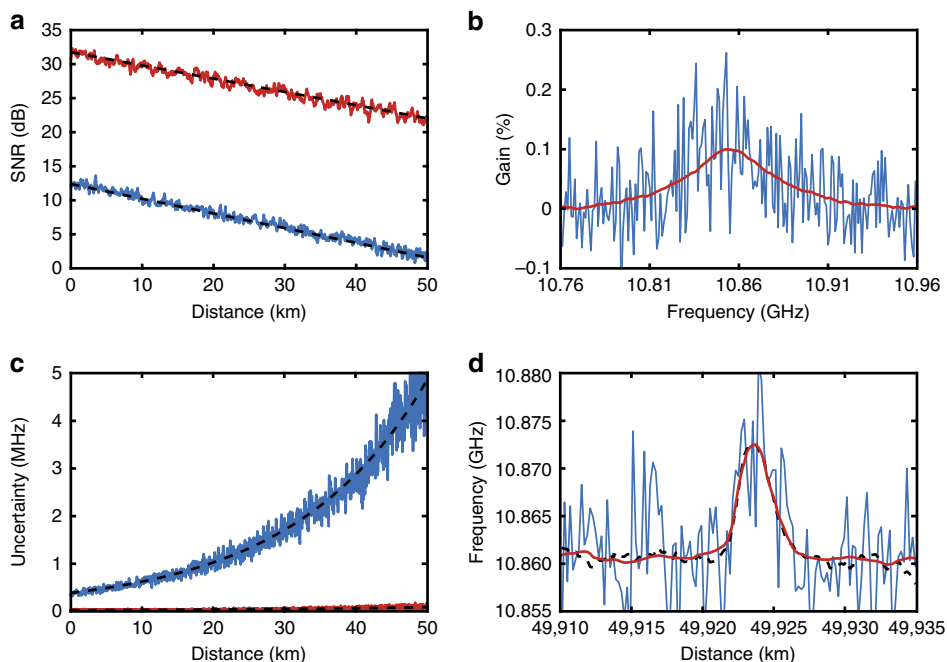 a
35
30
25
20
15
10
5
0
SNR (dB)
0 10 20 30 40 50
Distance (km)
b
0.3
0.2
0.1
0
–0.1
Gain (%)
10.76 10.81 10.86 10.91 10.96
Frequency (GHz)
c
5
4
3
2
1
0
Uncertainty (MHz)
0 10 20 30 40 50
Distance (km)
d
10.880
10.875
10.870
10.865
10.860
10.855
Frequency (GHz)
49,910 49,915 49,920 49,925 49,930 49,935
Distance (km)